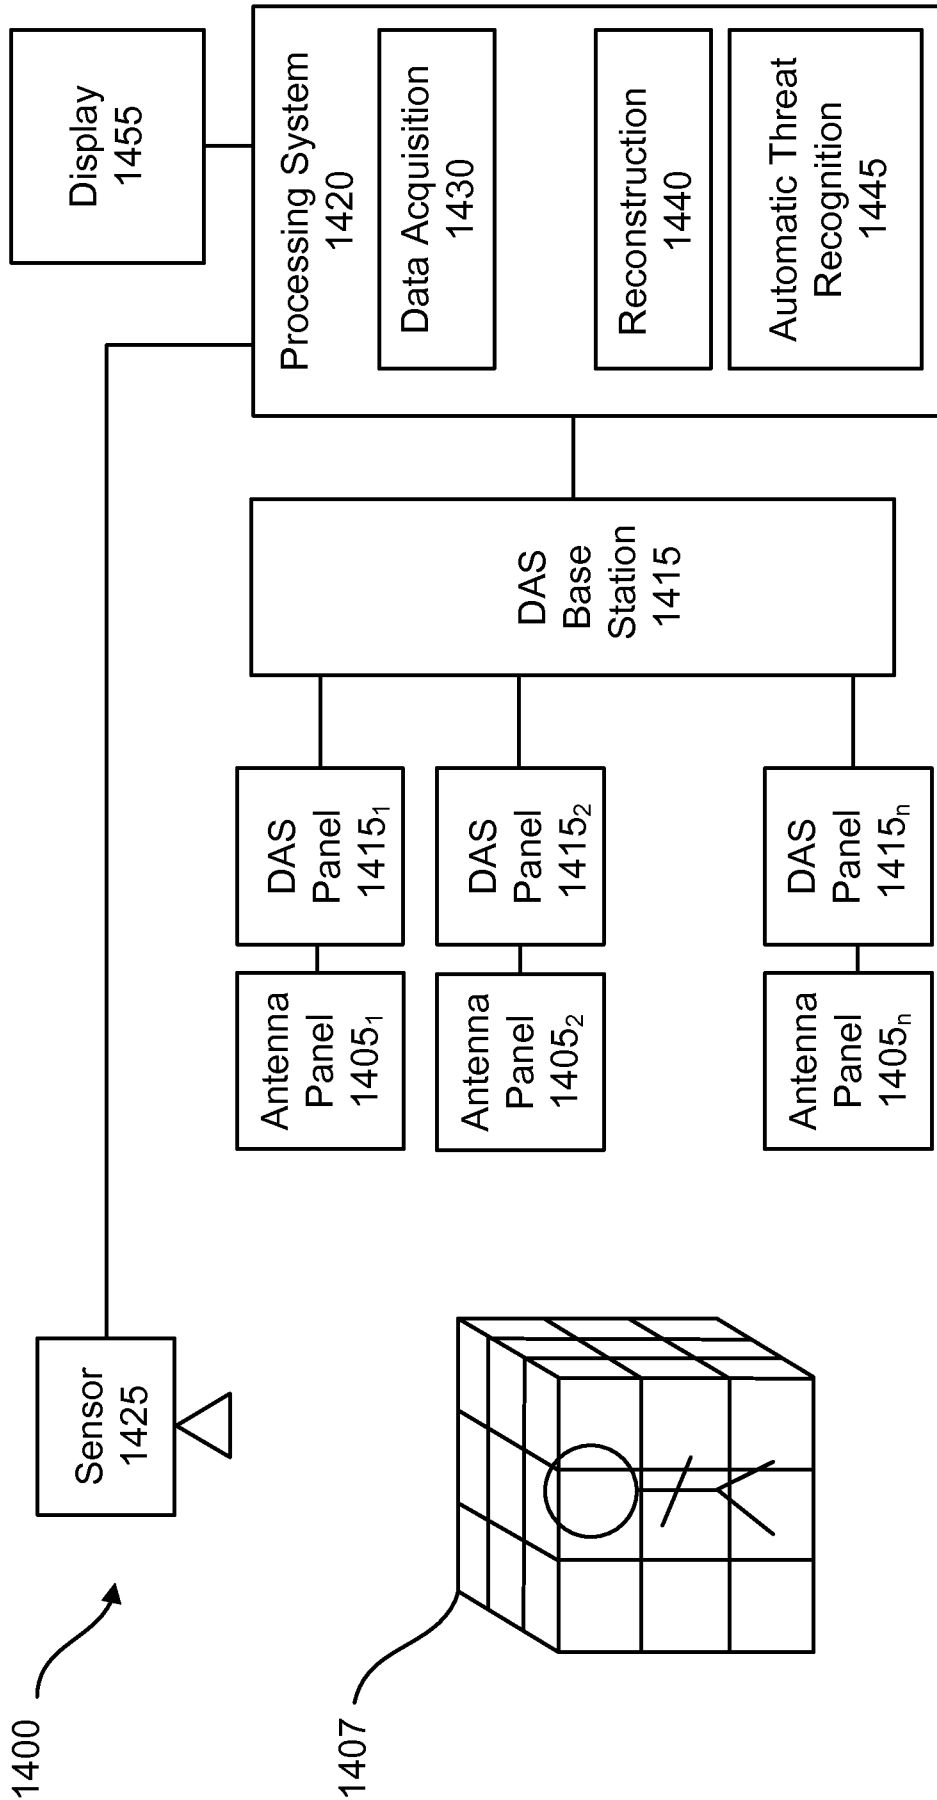 1400
Sensor
1425
Display
1455
1407
Antenna
Panel
1405₁
DAS
Panel
1415₁
Antenna
Panel
1405₂
DAS
Panel
1415₂
Antenna
Panel
1405ₙ
DAS
Panel
1415ₙ
DAS
Base
Station
1415
Processing System
1420
Data Acquisition
1430
Reconstruction
1440
Automatic Threat
Recognition
1445